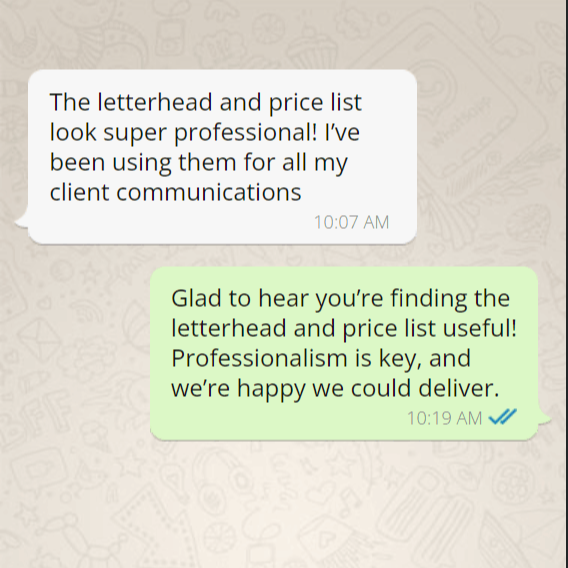 The letterhead and price list
look super professional! I’ve
been using them for all my
client communications
10:07 AM
Glad to hear you’re finding the
letterhead and price list useful!
Professionalism is key, and
we’re happy we could deliver.
10:19 AM